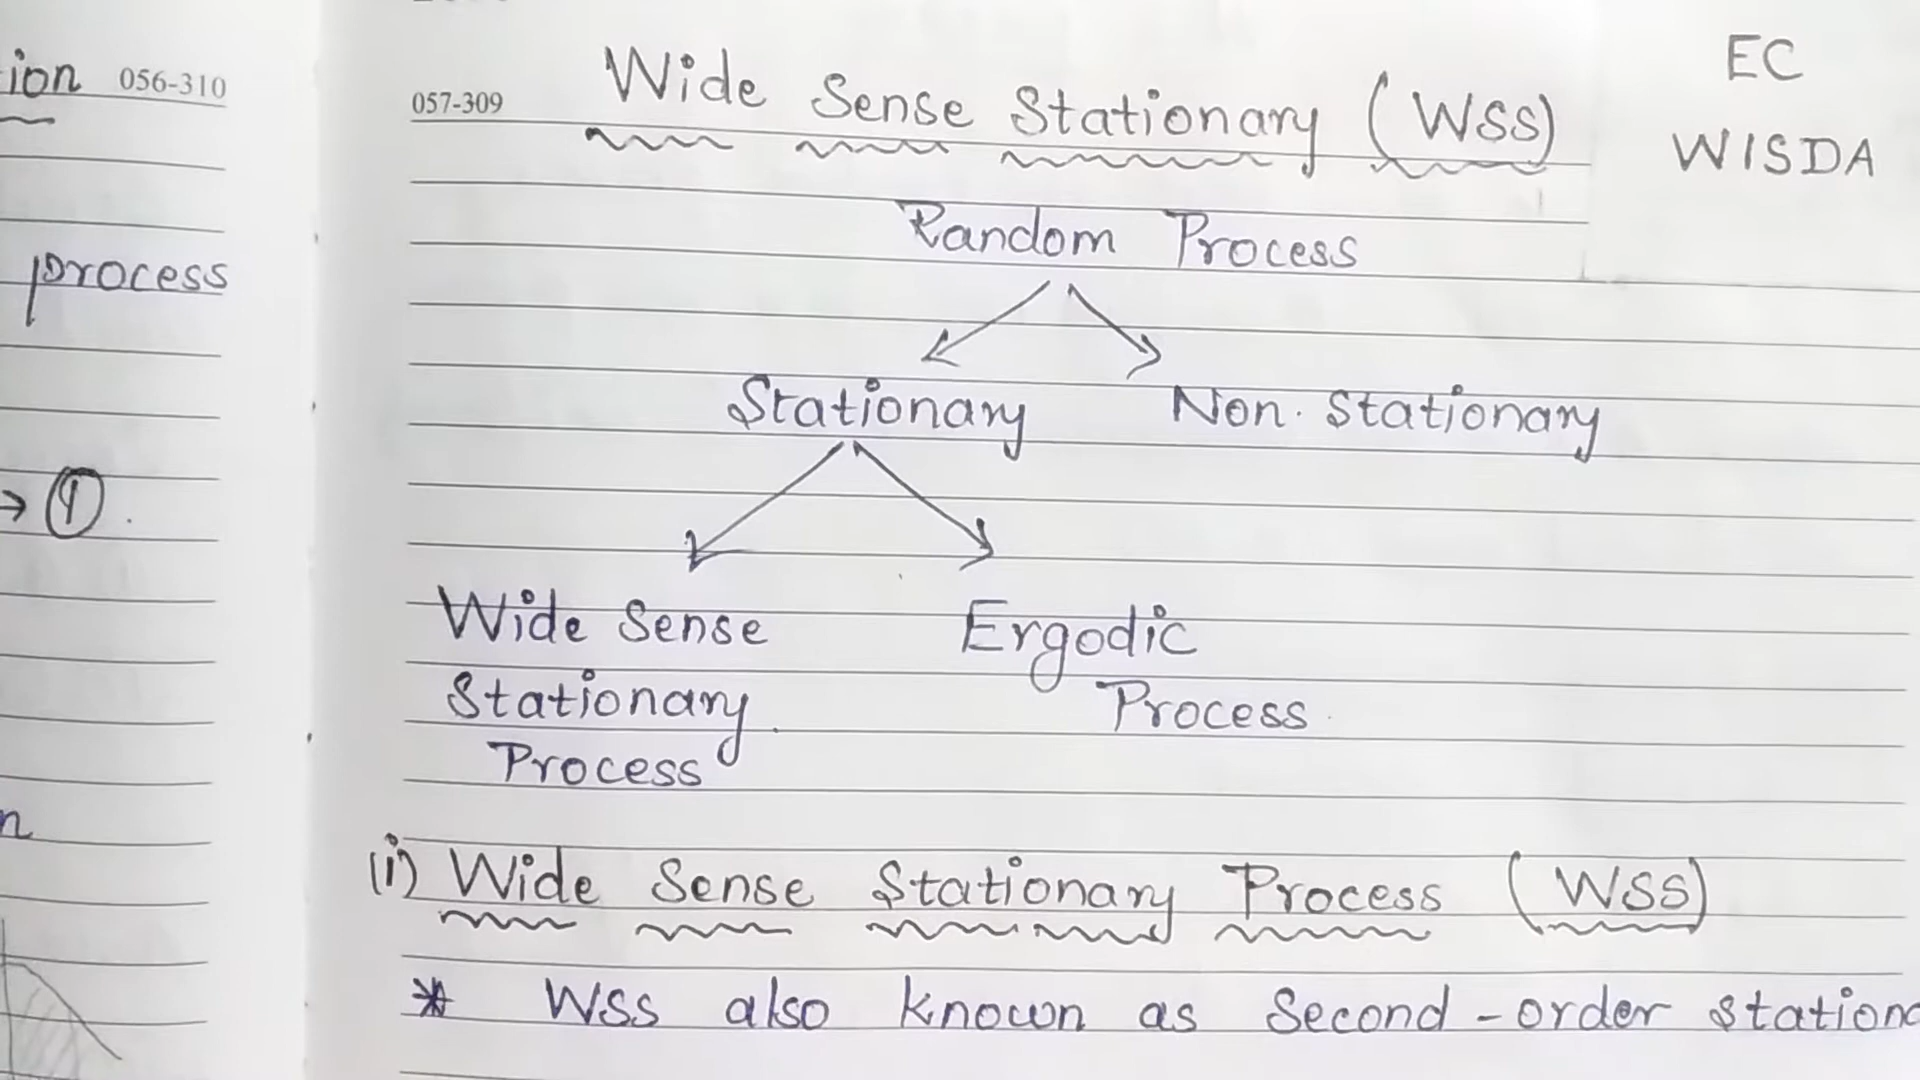 ion 056-310
process
→ ①.
n
057-309
Wide Sense Stationary (WSS)
EC
WISDA
Random Process
Stationary Non. Stationary
Wide Sense
Stationary
Process
Ergodic
Process
(i) Wide Sense Stationary Process (WSS)
* WSS also known as Second-order Station